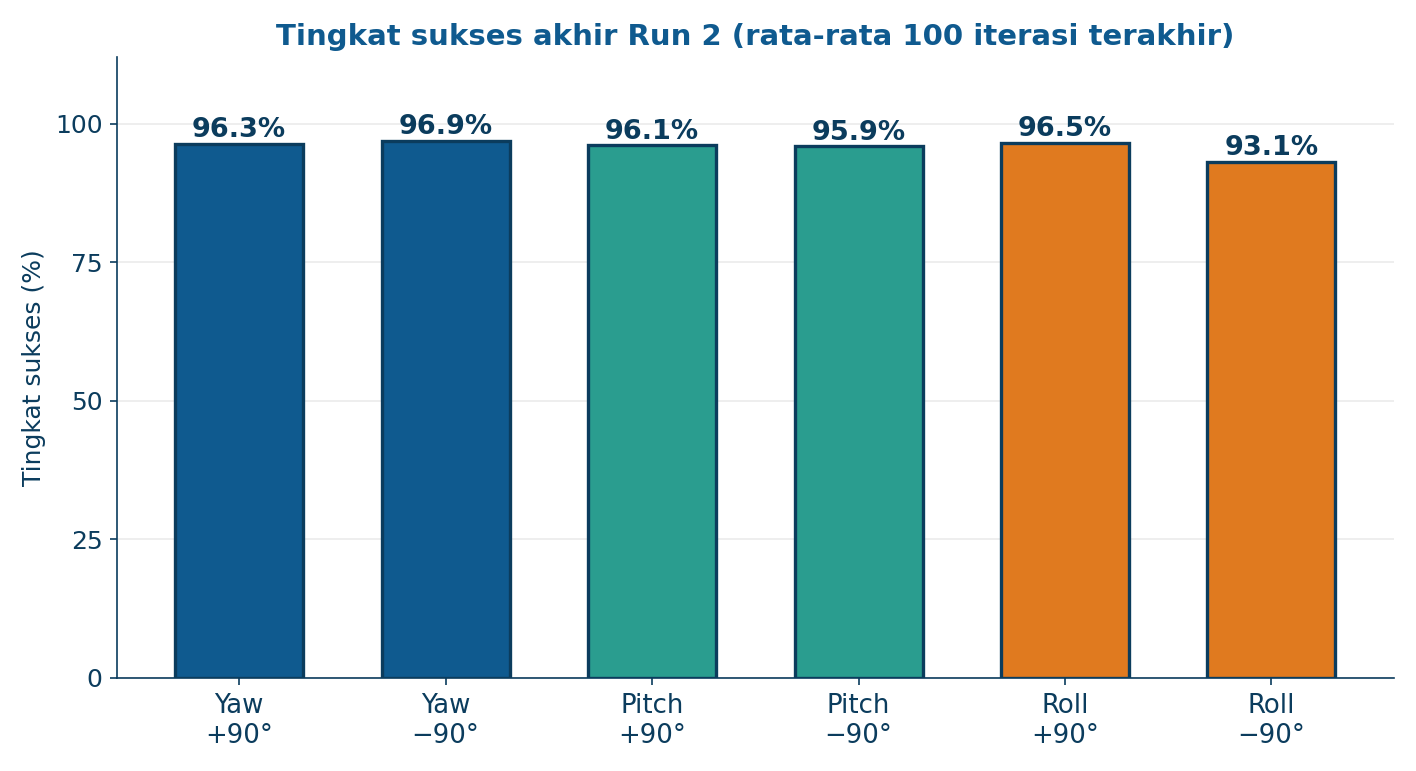 Tingkat sukses akhir Run 2 (rata-rata 100 iterasi terakhir)
Tingkat sukses (%)
100
75
50
25
0
96.3%
96.9%
96.1%
95.9%
96.5%
93.1%
Yaw
+90°
Yaw
−90°
Pitch
+90°
Pitch
−90°
Roll
+90°
Roll
−90°